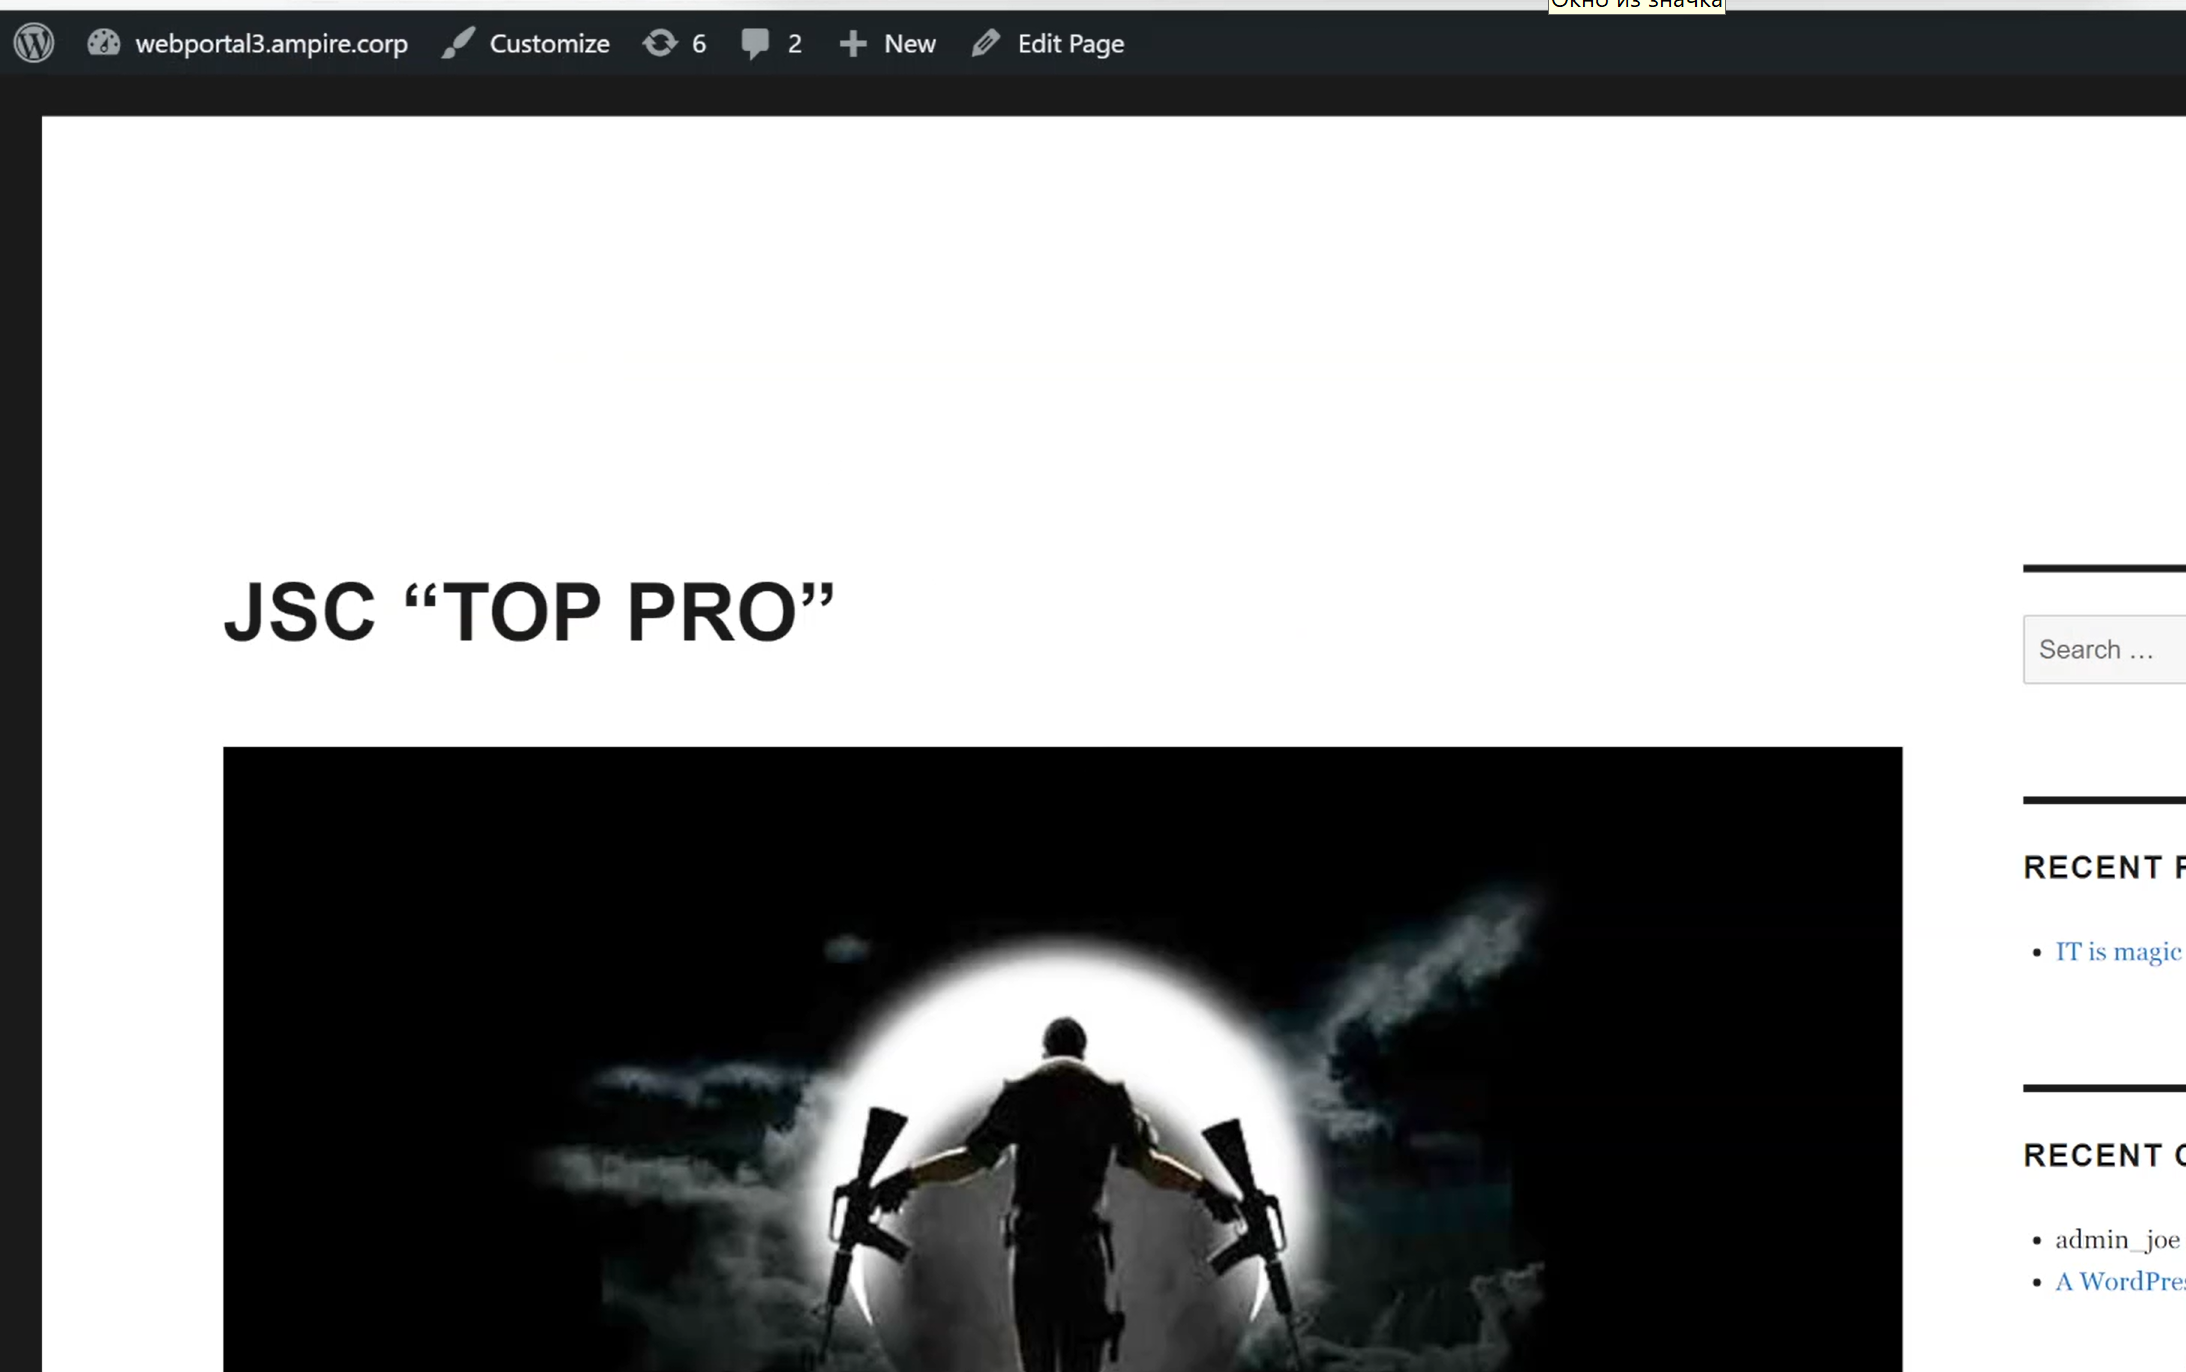 Окно из значка
webportal3.ampire.corp Customize 6 2 New Edit Page
JSC “TOP PRO”
Search …
RECENT
IT is magic
RECENT
admin_joe
A WordPres